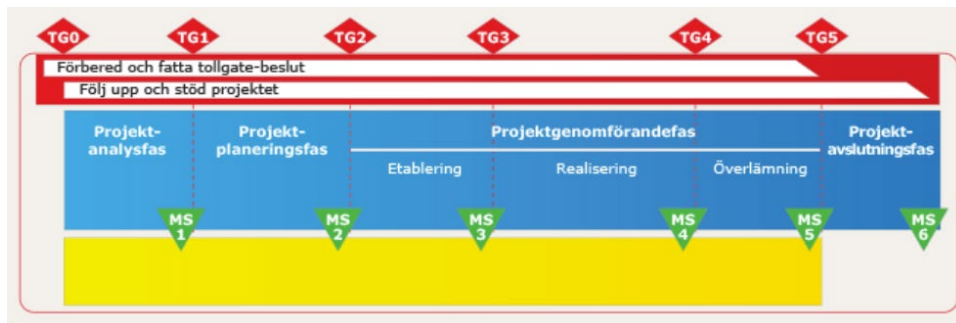 TG0 TG1 TG2 TG3 TG4 TG5
Förbered och fatta tollgate-beslut
Följ upp och stöd projektet
Projekt-
analysfas
Projekt-
planeringsfas
Projektgenomförandefas
Etablering Realisering Överlämning
Projekt-
avslutningsfas
MS
1
MS
2
MS
3
MS
4
MS
5
MS
6